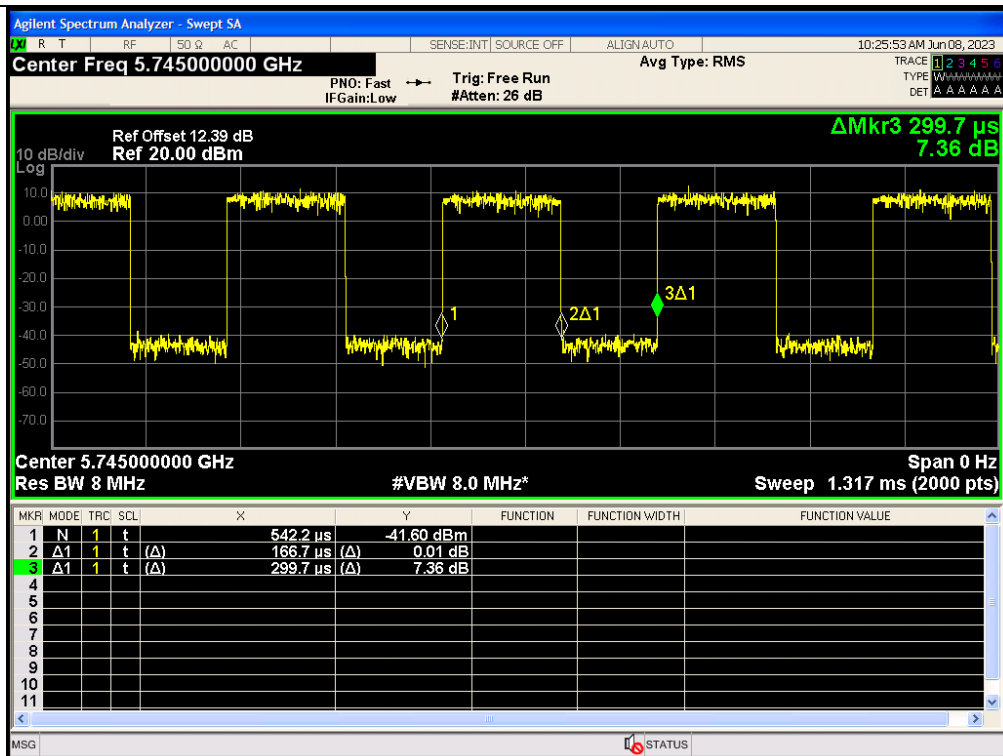 Agilent Spectrum Analyzer - Swept SA
LXI R T RF 50 Ω AC SENSE:INT SOURCE OFF ALIGN AUTO 10:25:53 AM Jun 08, 2023
Center Freq 5.745000000 GHz Avg Type: RMS TRACE 1 2 3 4 5 6
PNO: Fast Trig: Free Run TYPE WWWWWW
IFGain:Low #Atten: 26 dB DET A A A A A A
ΔMkr3 299.7 µs
Ref Offset 12.39 dB
10 dB/div Ref 20.00 dBm 7.36 dB
Log
10.0
0.00
-10.0
-20.0
-30.0
3Δ1
1 2Δ1
-40.0
-50.0
-60.0
-70.0
Center 5.745000000 GHz Span 0 Hz
Res BW 8 MHz #VBW 8.0 MHz* Sweep 1.317 ms (2000 pts)
MKR MODE TRC SCL X Y FUNCTION FUNCTION WIDTH FUNCTION VALUE
1 N 1 t 542.2 µs -41.60 dBm
2 Δ1 1 t (Δ) 166.7 µs (Δ) 0.01 dB
3 Δ1 1 t (Δ) 299.7 µs (Δ) 7.36 dB
4
5
6
7
8
9
10
11
MSG STATUS